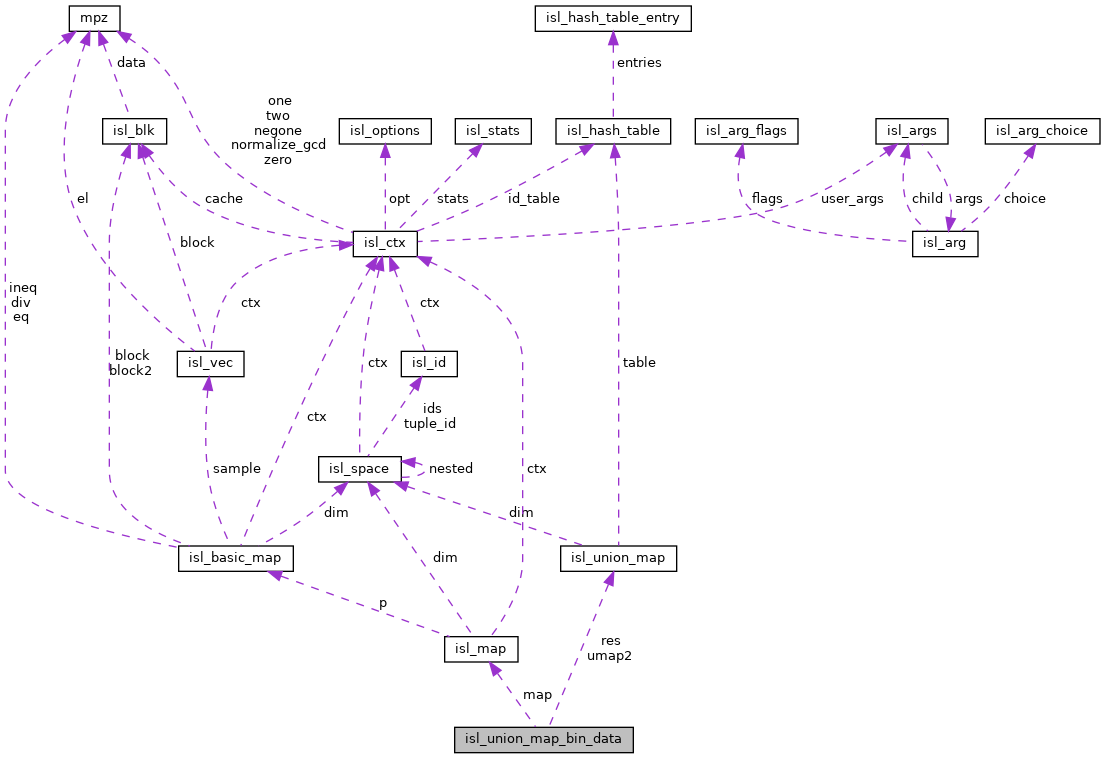 mpz
isl_hash_table_entry
data
entries
one
two
negone
normalize_gcd
zero
isl_blk
isl_options
isl_stats
isl_hash_table
isl_arg_flags
isl_args
isl_arg_choice
el
cache
opt
stats
id_table
flags
user_args
child
args
choice
block
isl_ctx
isl_arg
ineq
div
eq
ctx
ctx
block
block2
isl_vec
ctx
isl_id
table
ids
tuple_id
ctx
sample
isl_space
nested
ctx
dim
dim
isl_basic_map
dim
isl_union_map
p
isl_map
res
umap2
map
isl_union_map_bin_data